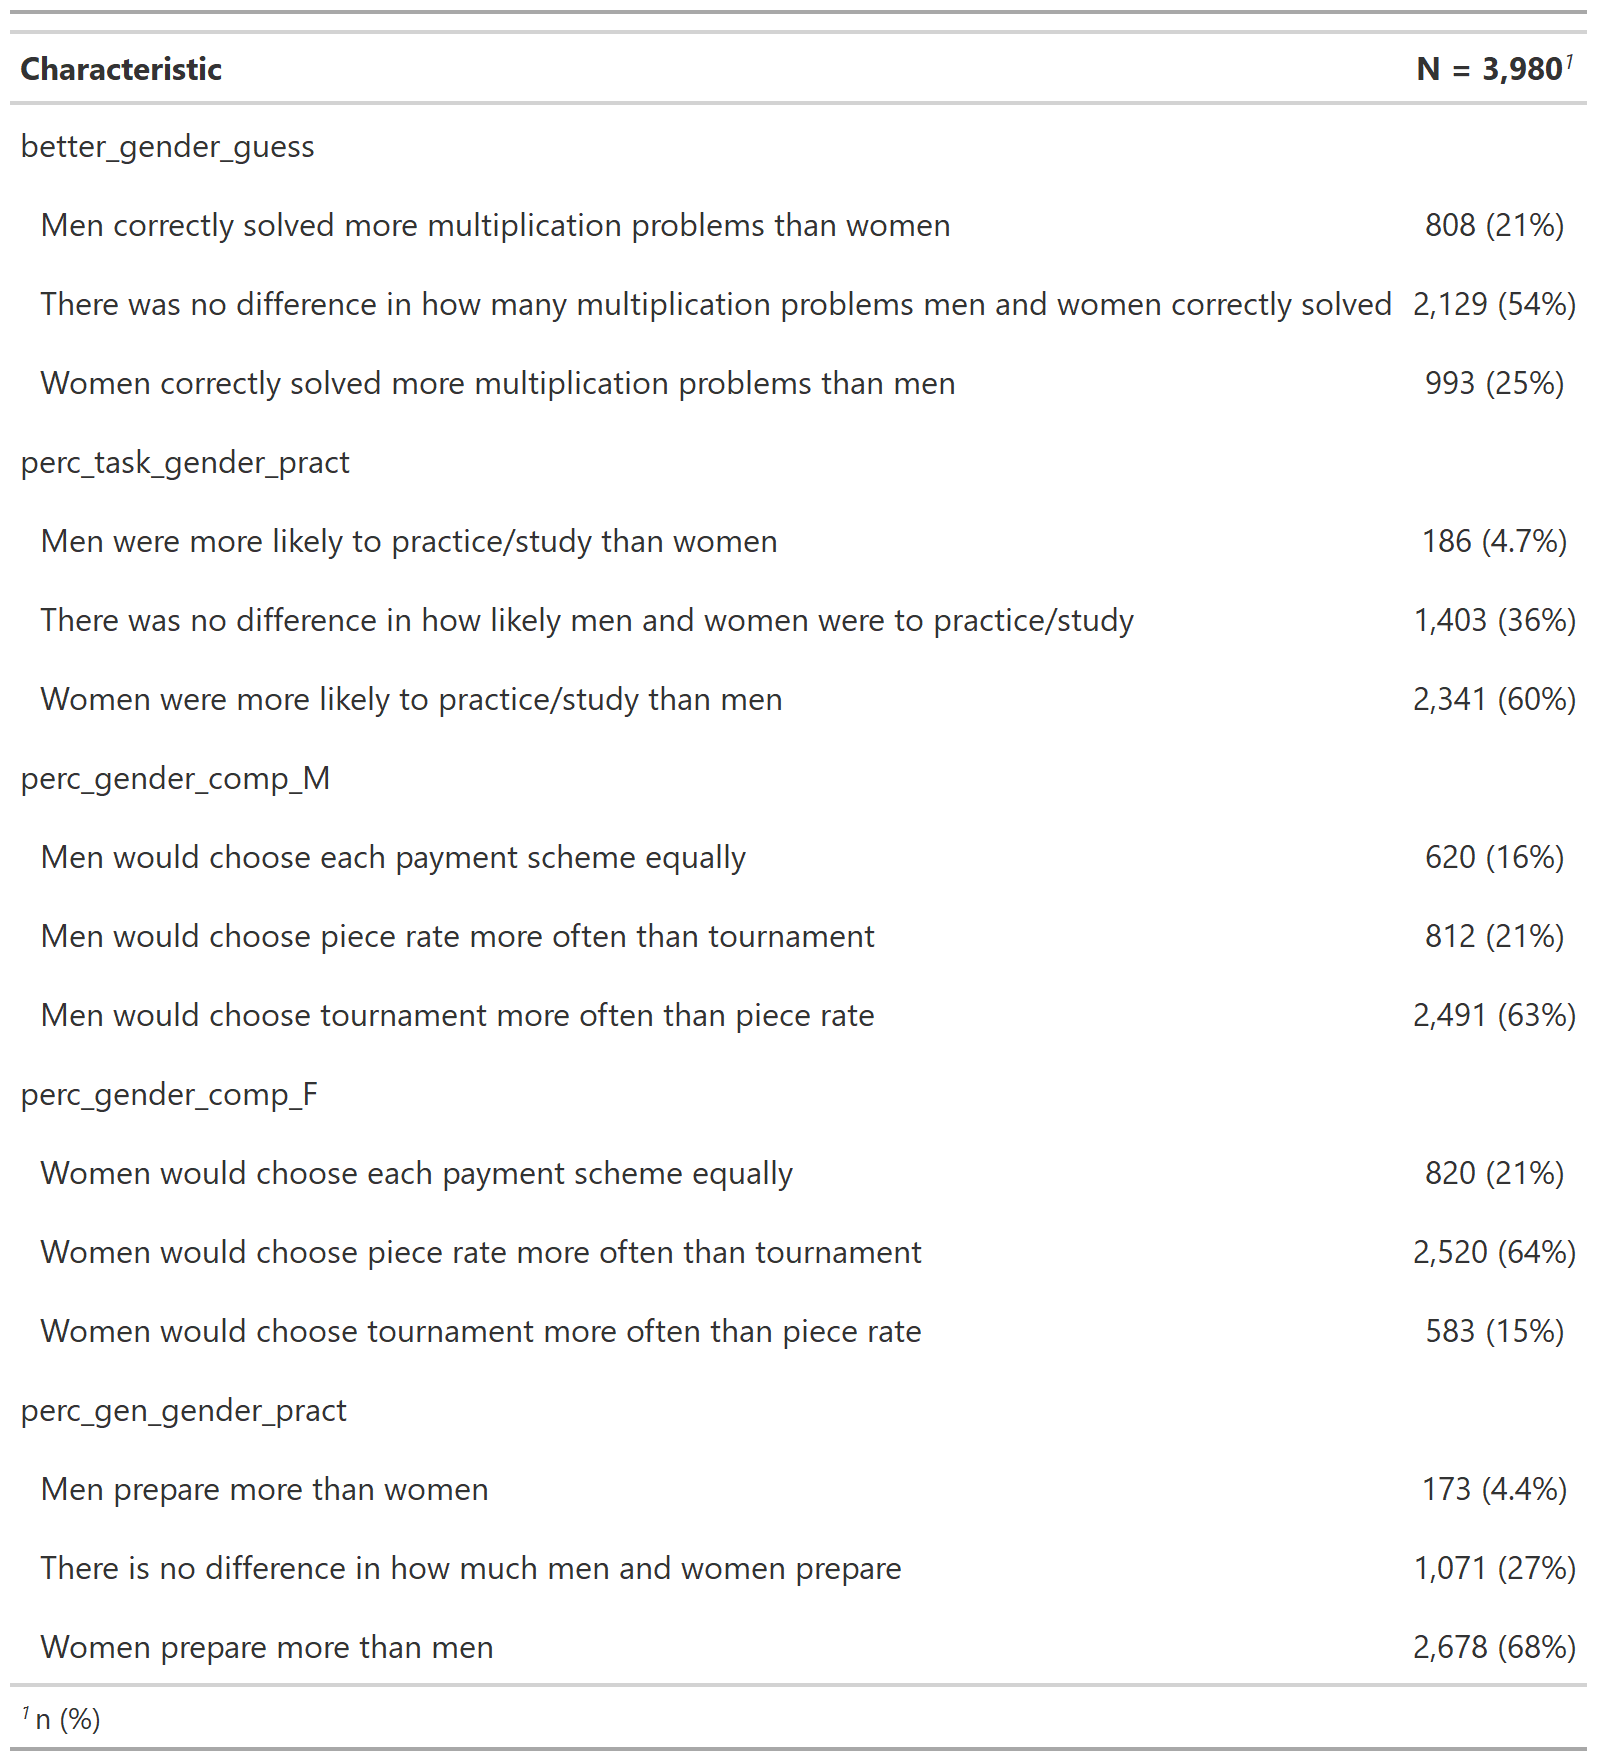 Characteristic N = 3,980¹
better_gender_guess
Men correctly solved more multiplication problems than women 808 (21%)
There was no difference in how many multiplication problems men and women correctly solved 2,129 (54%)
Women correctly solved more multiplication problems than men 993 (25%)
perc_task_gender_pract
Men were more likely to practice/study than women 186 (4.7%)
There was no difference in how likely men and women were to practice/study 1,403 (36%)
Women were more likely to practice/study than men 2,341 (60%)
perc_gender_comp_M
Men would choose each payment scheme equally 620 (16%)
Men would choose piece rate more often than tournament 812 (21%)
Men would choose tournament more often than piece rate 2,491 (63%)
perc_gender_comp_F
Women would choose each payment scheme equally 820 (21%)
Women would choose piece rate more often than tournament 2,520 (64%)
Women would choose tournament more often than piece rate 583 (15%)
perc_gen_gender_pract
Men prepare more than women 173 (4.4%)
There is no difference in how much men and women prepare 1,071 (27%)
Women prepare more than men 2,678 (68%)
¹ n (%)